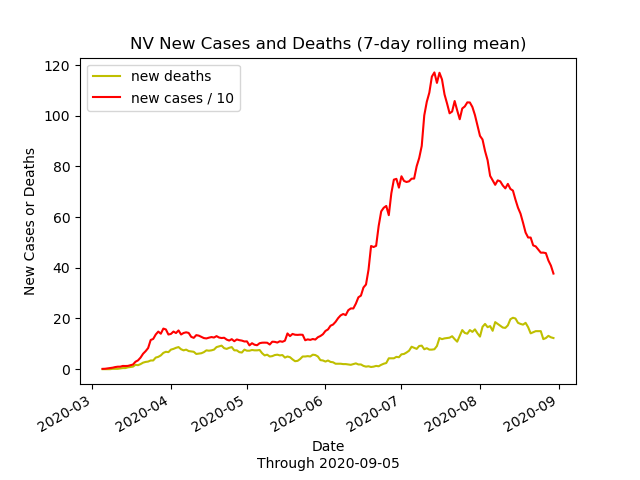 NV New Cases and Deaths (7-day rolling mean)
new deaths
new cases / 10
New Cases or Deaths
120
100
80
60
40
20
0
2020-03
2020-04
2020-05
2020-06
2020-07
2020-08
2020-09
Date
Through 2020-09-05